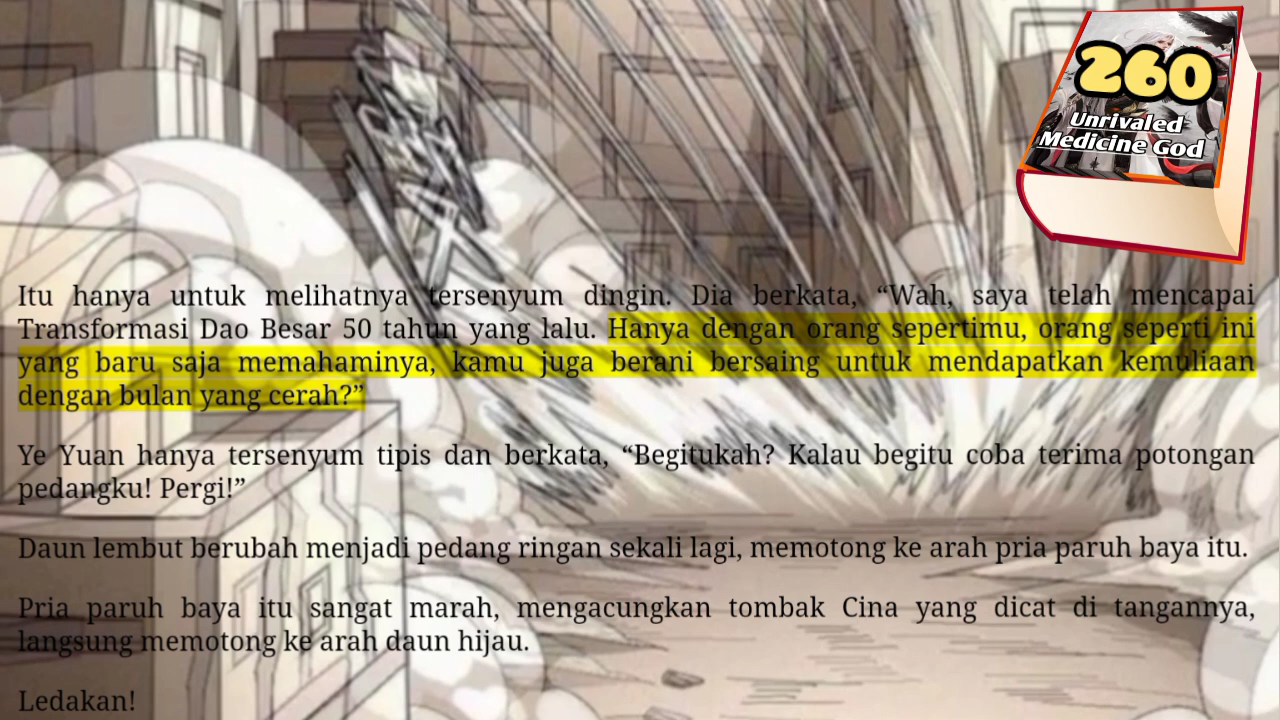 260
Unrivaled
Medicine God
Itu hanya untuk melihatnya tersenyum dingin. Dia berkata, “Wah, saya telah mencapai
Transformasi Dao Besar 50 tahun yang lalu. Hanya dengan orang sepertimu, orang seperti ini
yang baru saja memahaminya, kamu juga berani bersaing untuk mendapatkan kemuliaan
dengan bulan yang cerah?”
Ye Yuan hanya tersenyum tipis dan berkata, “Begitukah? Kalau begitu coba terima potongan
pedangku! Pergi!”
Daun lembut berubah menjadi pedang ringan sekali lagi, memotong ke arah pria paruh baya itu.
Pria paruh baya itu sangat marah, mengacungkan tombak Cina yang dicat di tangannya,
langsung memotong ke arah daun hijau.
Ledakan!